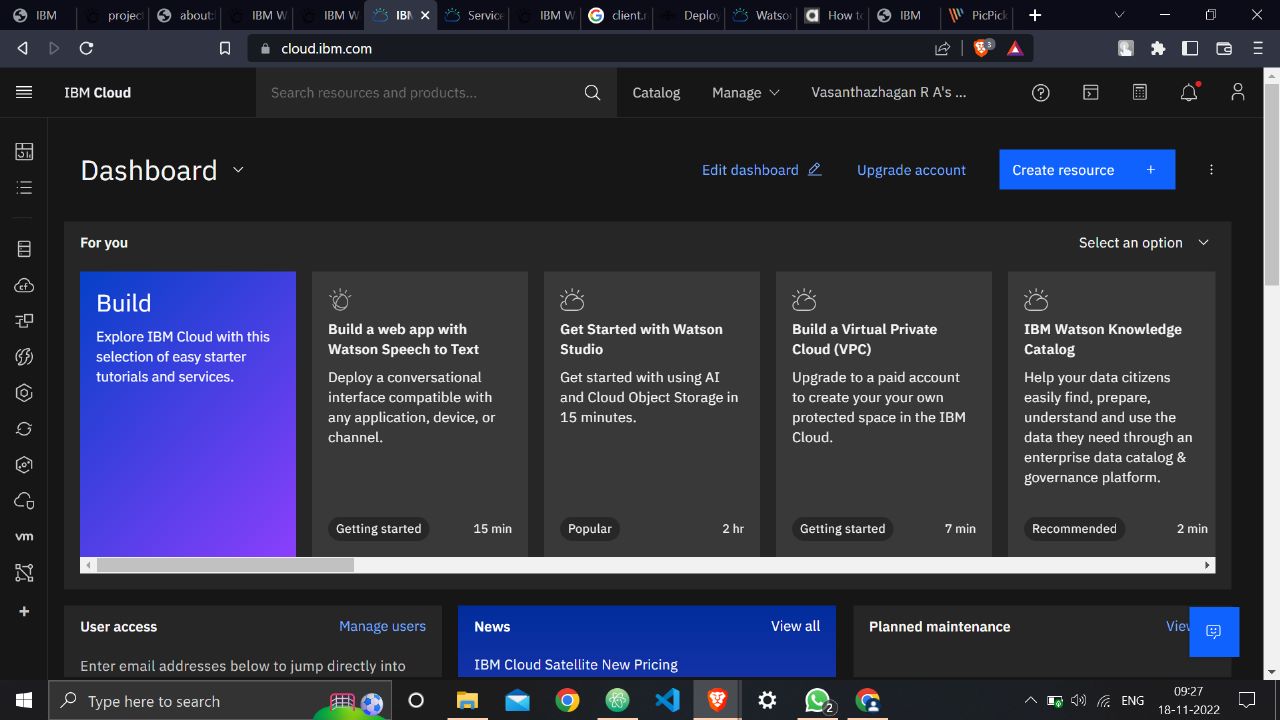 IBM
project
about:
IBM W
IBM W
IBM
Service
IBM W
client.
Deploy
Watson
How to
IBM
PicPick
cloud.ibm.com
3
IBM Cloud
Search resources and products...
Catalog
Manage
Vasanthazhagan R A's ...
Dashboard
Edit dashboard
Upgrade account
Create resource +
For you
Select an option
Build
Explore IBM Cloud with this
selection of easy starter
tutorials and services.
Build a web app with
Watson Speech to Text
Deploy a conversational
interface compatible with
any application, device, or
channel.
Getting started
15 min
Get Started with Watson
Studio
Get started with using AI
and Cloud Object Storage in
15 minutes.
Popular
2 hr
Build a Virtual Private
Cloud (VPC)
Upgrade to a paid account
to create your your own
protected space in the IBM
Cloud.
Getting started
7 min
IBM Watson Knowledge
Catalog
Help your data citizens
easily find, prepare,
understand and use the
data they need through an
enterprise data catalog &
governance platform.
Recommended
2 min
vm
User access
Manage users
Enter email addresses below to jump directly into
News
View all
IBM Cloud Satellite New Pricing
Planned maintenance
Type here to search
2
ENG
09:27
18-11-2022